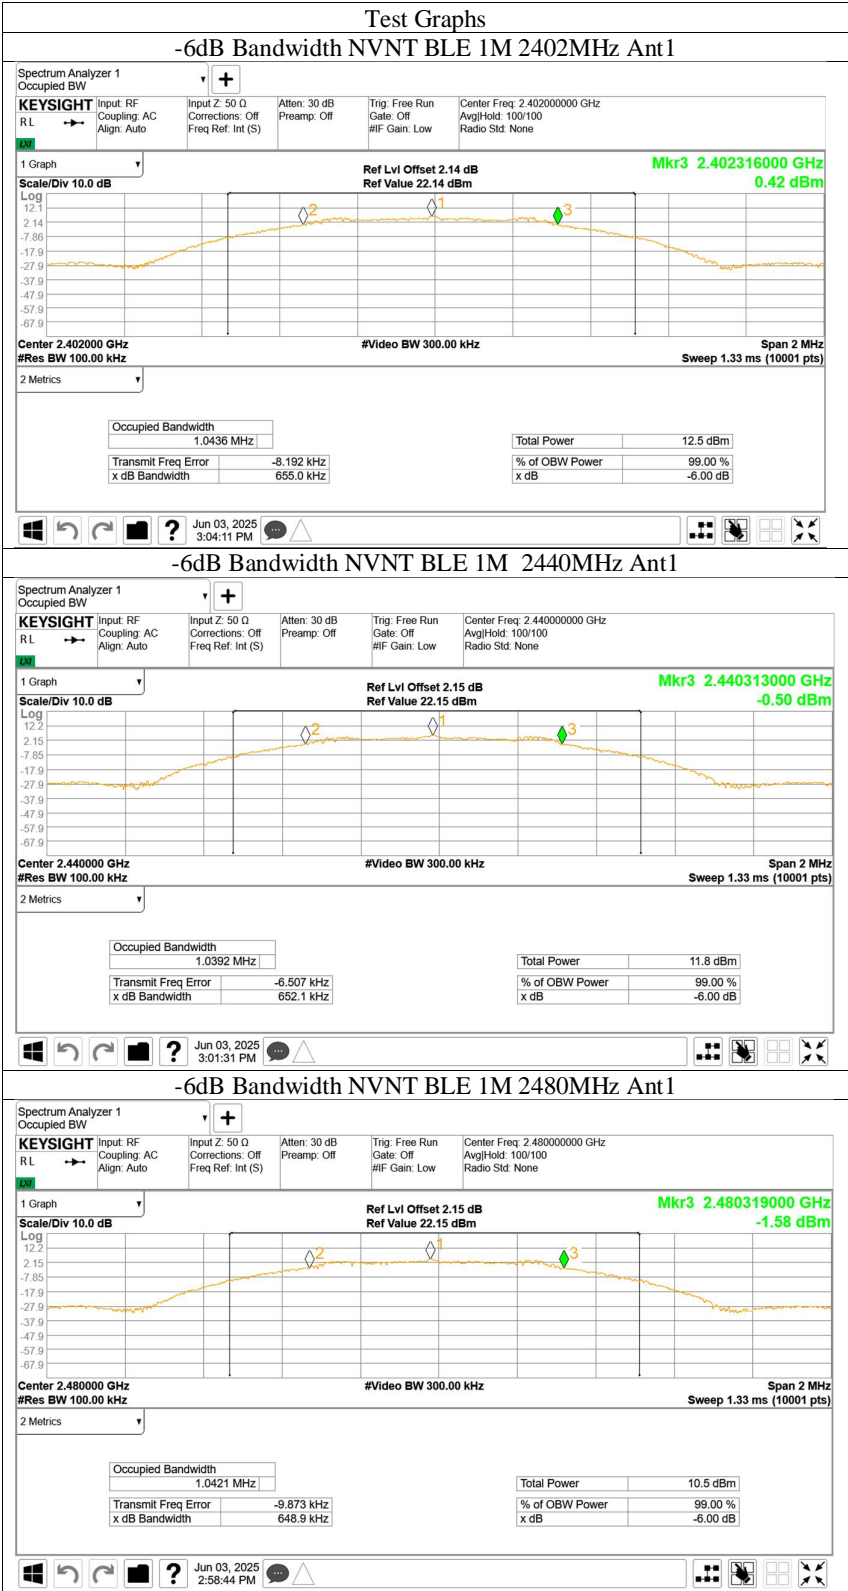 Test Graphs
-6dB Bandwidth NVNT BLE 1M 2402MHz Ant1
Spectrum Analyzer 1
Occupied BW
+
KEYSIGHT
RL
LXI
Input: RF
Coupling: AC
Align: Auto
Input Z: 50 Ω
Corrections: Off
Freq Ref: Int (S)
Atten: 30 dB
Preamp: Off
Trig: Free Run
Gate: Off
#IF Gain: Low
Center Freq: 2.402000000 GHz
Avg|Hold: 100/100
Radio Std: None
1 Graph
Scale/Div 10.0 dB
Ref Lvl Offset 2.14 dB
Ref Value 22.14 dBm
Mkr3 2.402316000 GHz
0.42 dBm
Log
12.1
2.14
-7.86
-17.9
-27.9
-37.9
-47.9
-57.9
-67.9
2
1
3
Center 2.402000 GHz
#Res BW 100.00 kHz
#Video BW 300.00 kHz
Span 2 MHz
Sweep 1.33 ms (10001 pts)
2 Metrics
Occupied Bandwidth
1.0436 MHz
Transmit Freq Error -8.192 kHz
x dB Bandwidth 655.0 kHz
Total Power 12.5 dBm
% of OBW Power 99.00 %
x dB -6.00 dB
?
Jun 03, 2025
3:04:11 PM
-6dB Bandwidth NVNT BLE 1M 2440MHz Ant1
Spectrum Analyzer 1
Occupied BW
+
KEYSIGHT
RL
LXI
Input: RF
Coupling: AC
Align: Auto
Input Z: 50 Ω
Corrections: Off
Freq Ref: Int (S)
Atten: 30 dB
Preamp: Off
Trig: Free Run
Gate: Off
#IF Gain: Low
Center Freq: 2.440000000 GHz
Avg|Hold: 100/100
Radio Std: None
1 Graph
Scale/Div 10.0 dB
Ref Lvl Offset 2.15 dB
Ref Value 22.15 dBm
Mkr3 2.440313000 GHz
-0.50 dBm
Log
12.2
2.15
-7.85
-17.9
-27.9
-37.9
-47.9
-57.9
-67.9
2
1
3
Center 2.440000 GHz
#Res BW 100.00 kHz
#Video BW 300.00 kHz
Span 2 MHz
Sweep 1.33 ms (10001 pts)
2 Metrics
Occupied Bandwidth
1.0392 MHz
Transmit Freq Error -6.507 kHz
x dB Bandwidth 652.1 kHz
Total Power 11.8 dBm
% of OBW Power 99.00 %
x dB -6.00 dB
?
Jun 03, 2025
3:01:31 PM
-6dB Bandwidth NVNT BLE 1M 2480MHz Ant1
Spectrum Analyzer 1
Occupied BW
+
KEYSIGHT
RL
LXI
Input: RF
Coupling: AC
Align: Auto
Input Z: 50 Ω
Corrections: Off
Freq Ref: Int (S)
Atten: 30 dB
Preamp: Off
Trig: Free Run
Gate: Off
#IF Gain: Low
Center Freq: 2.480000000 GHz
Avg|Hold: 100/100
Radio Std: None
1 Graph
Scale/Div 10.0 dB
Ref Lvl Offset 2.15 dB
Ref Value 22.15 dBm
Mkr3 2.480319000 GHz
-1.58 dBm
Log
12.2
2.15
-7.85
-17.9
-27.9
-37.9
-47.9
-57.9
-67.9
2
1
3
Center 2.480000 GHz
#Res BW 100.00 kHz
#Video BW 300.00 kHz
Span 2 MHz
Sweep 1.33 ms (10001 pts)
2 Metrics
Occupied Bandwidth
1.0421 MHz
Transmit Freq Error -9.873 kHz
x dB Bandwidth 648.9 kHz
Total Power 10.5 dBm
% of OBW Power 99.00 %
x dB -6.00 dB
?
Jun 03, 2025
2:58:44 PM